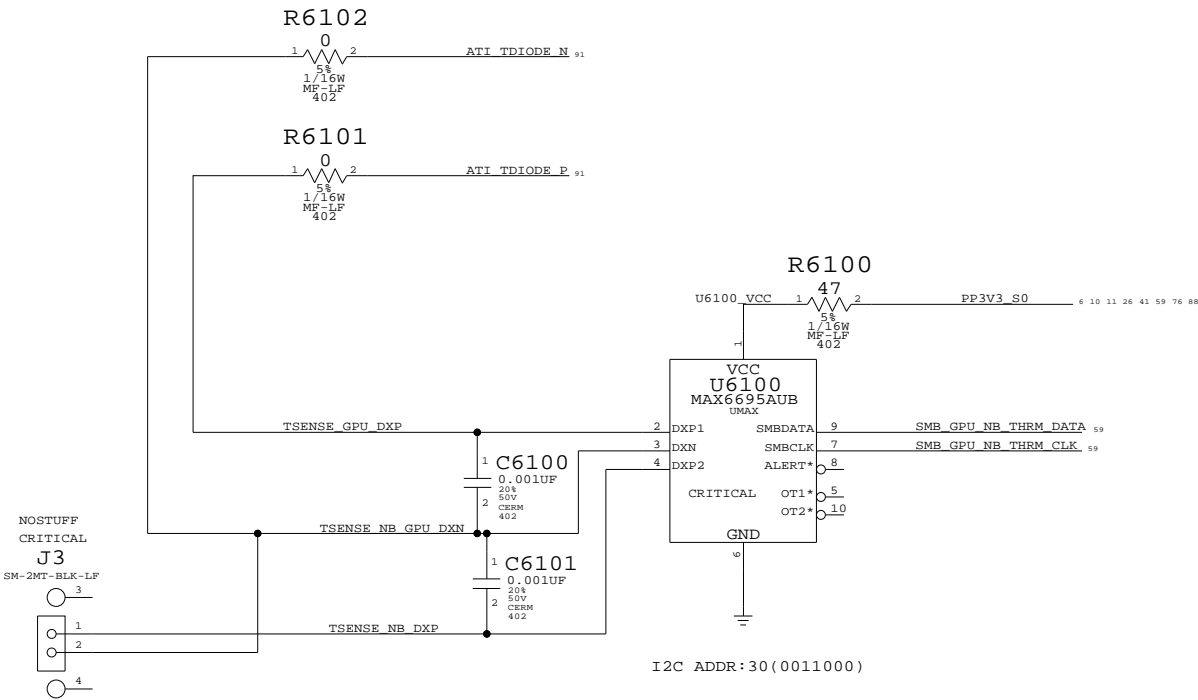 R6102
0
1 2 ATI_TDIODE_N 91
5%
1/16W
MF-LF
402
R6101
0
1 2 ATI_TDIODE_P 91
5%
1/16W
MF-LF
402
R6100
47
U6100_VCC 1 2 PP3V3_S0 6 10 11 26 41 59 76 88
5%
1/16W
MF-LF
402
1
VCC
U6100
MAX6695AUB
UMAX
TSENSE_GPU_DXP 2 DXP1 SMBDATA 9 SMB_GPU_NB_THRM_DATA 59
3 DXN SMBCLK 7 SMB_GPU_NB_THRM_CLK 59
4 DXP2 ALERT* 8
CRITICAL OT1* 5
OT2* 10
GND
6
1 C6100
0.001UF
20%
50V
2 CERM
402
TSENSE_NB_GPU_DXN
1 C6101
0.001UF
20%
50V
2 CERM
402
NOSTUFF
CRITICAL
J3
SM-2MT-BLK-LF
3
1 TSENSE_NB_DXP
2
4
I2C ADDR:30(0011000)